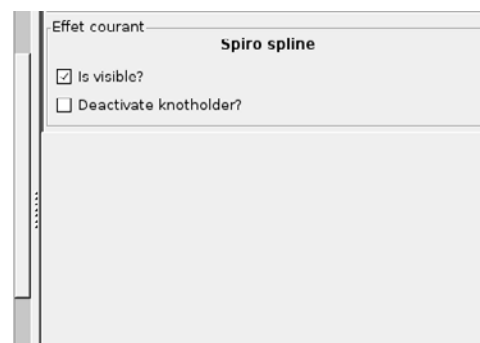 Effet courant
Spiro spline
Is visible?
Deactivate knotholder?